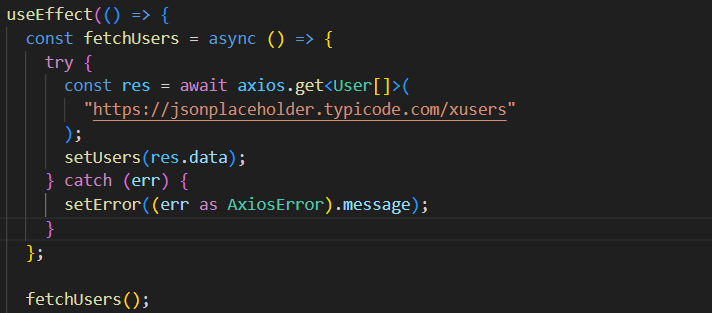 useEffect(() => {
const fetchUsers = async () => {
try {
const res = await axios.get<User[]>(
"https://jsonplaceholder.typicode.com/xusers"
);
setUsers(res.data);
} catch (err) {
setError((err as AxiosError).message);
}
};
fetchUsers();